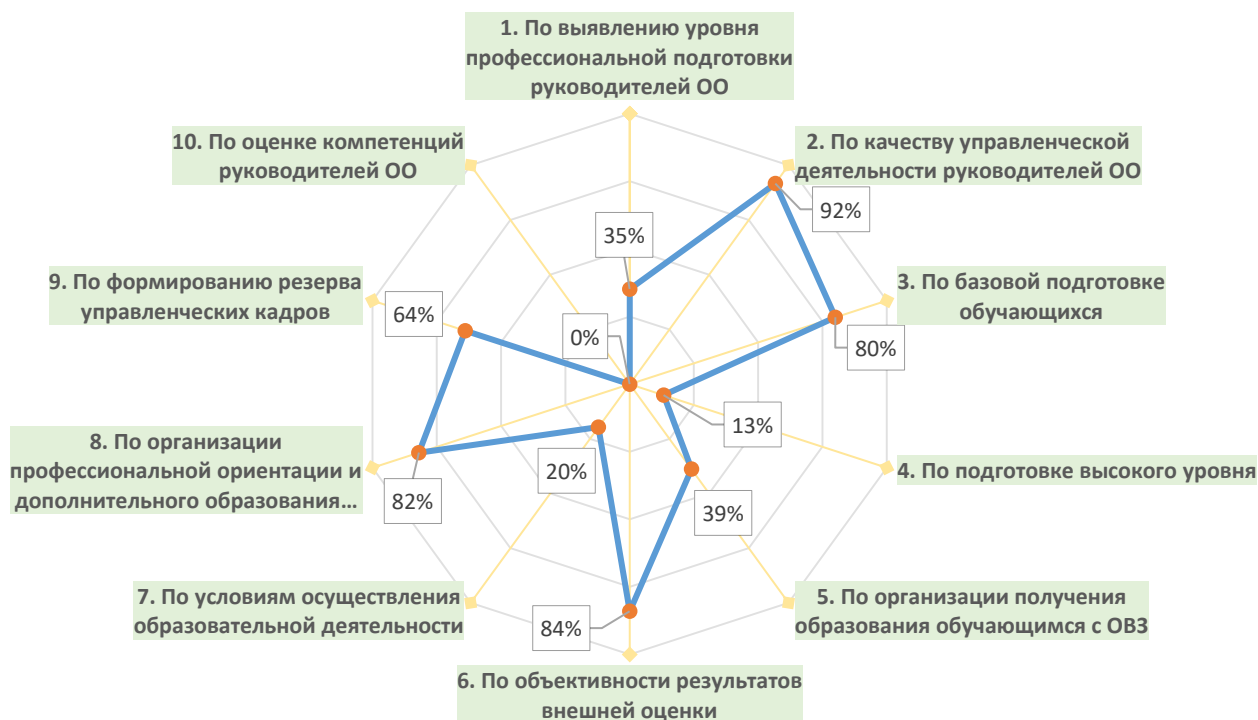 1. По выявлению уровня
профессиональной подготовки
руководителей ОО
10. По оценке компетенций
руководителей ОО
2. По качеству управленческой
деятельности руководителей ОО
92%
35%
9. По формированию резерва
управленческих кадров
64%
0%
3. По базовой подготовке
обучающихся
80%
13%
8. По организации
профессиональной ориентации и
дополнительного образования...
82%
20%
39%
4. По подготовке высокого уровня
7. По условиям осуществления
образовательной деятельности
84%
5. По организации получения
образования обучающимся с ОВЗ
6. По объективности результатов
внешней оценки